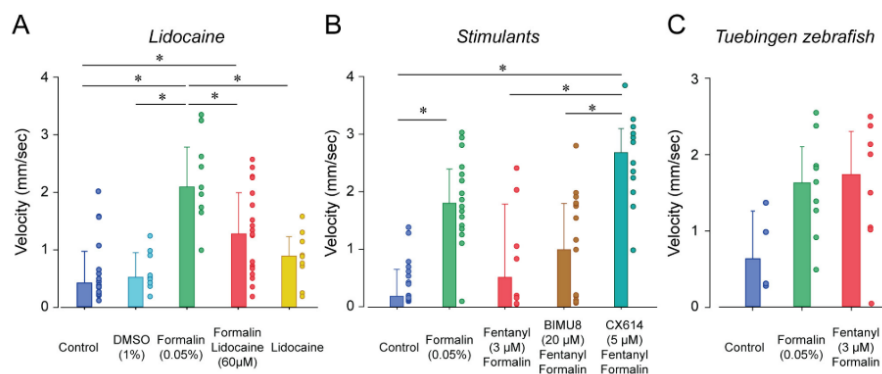 A
Lidocaine
Velocity (mm/sec)
4
3
2
1
0
*
*
*
*
*
Control
DMSO
(1%)
Formalin
(0.05%)
Formalin
Lidocaine
(60µM)
Lidocaine
B
Stimulants
Velocity (mm/sec)
4
3
2
1
0
*
*
*
*
Control
Formalin
(0.05%)
Fentanyl
(3 µM)
Formalin
BIMU8
(20 µM)
Fentanyl
Formalin
CX614
(5 µM)
Fentanyl
Formalin
C
Tuebingen zebrafish
Velocity (mm/sec)
3
2
1
0
Control
Formalin
(0.05%)
Fentanyl
(3 µM)
Formalin